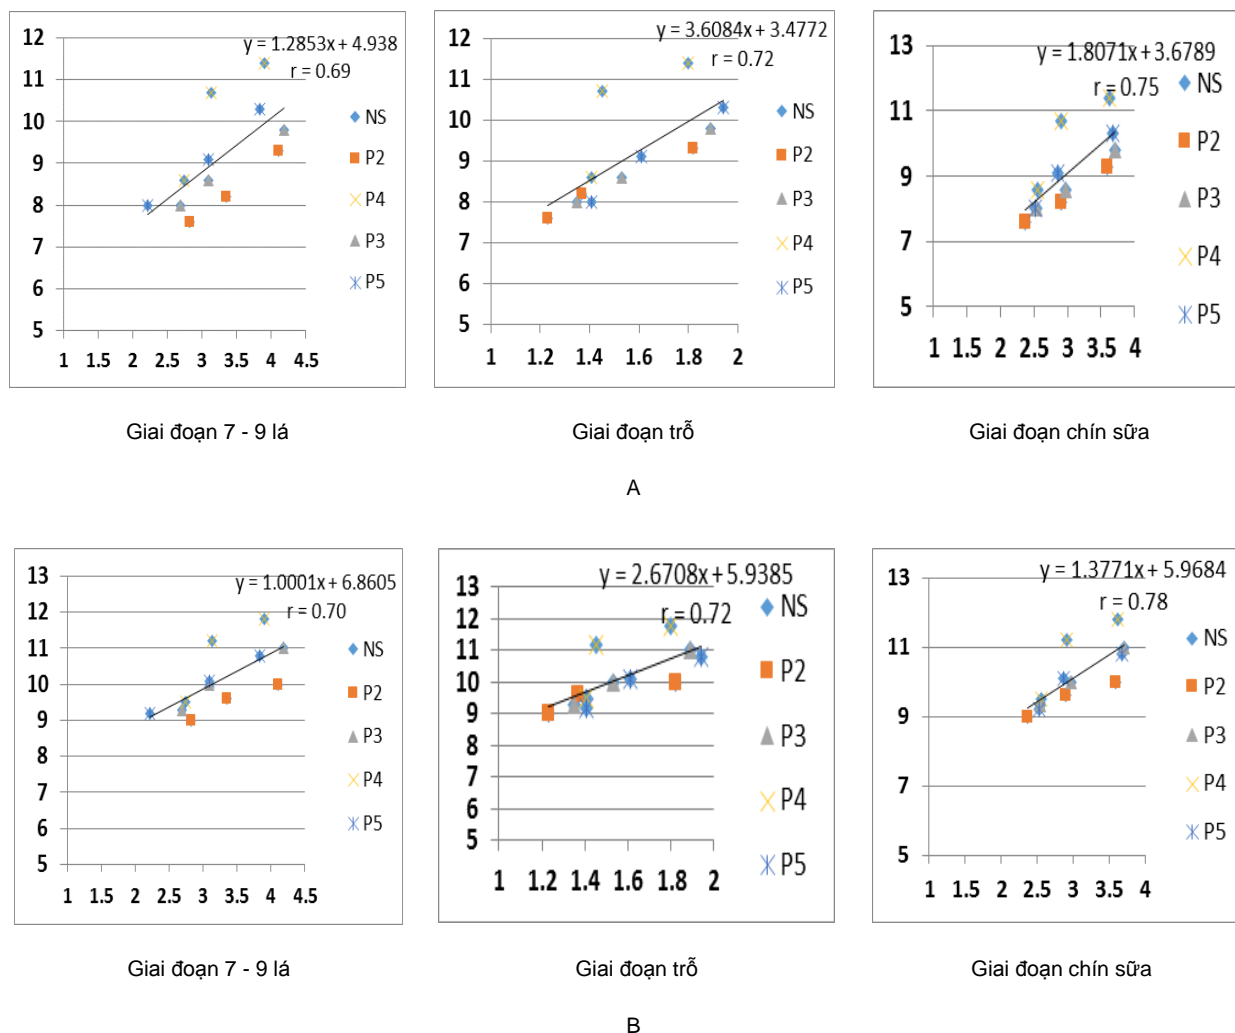 y = 1.2853x + 4.938
r = 0.69
12
11
10
9
8
7
6
5
1 1.5 2 2.5 3 3.5 4 4.5
NS
P2
P4
P3
P5
y = 3.6084x + 3.4772
r = 0.72
12
11
10
9
8
7
6
5
1 1.2 1.4 1.6 1.8 2
NS
P2
P3
P4
P5
y = 1.8071x + 3.6789
r = 0.75
13
11
9
7
5
1 1.5 2 2.5 3 3.5 4
NS
P2
P3
P4
P5
Giai đoạn 7 - 9 lá
Giai đoạn trỗ
Giai đoạn chín sữa
A
y = 1.0001x + 6.8605
r = 0.70
13
12
11
10
9
8
7
6
5
1 1.5 2 2.5 3 3.5 4 4.5
NS
P2
P3
P4
P5
y = 2.6708x + 5.9385
r = 0.72
13
12
11
10
9
8
7
6
5
1 1.2 1.4 1.6 1.8 2
NS
P2
P3
P4
P5
y = 1.3771x + 5.9684
r = 0.78
13
11
9
7
5
1 1.5 2 2.5 3 3.5 4
NS
P2
P3
P4
P5
Giai đoạn 7 - 9 lá
Giai đoạn trỗ
Giai đoạn chín sữa
B